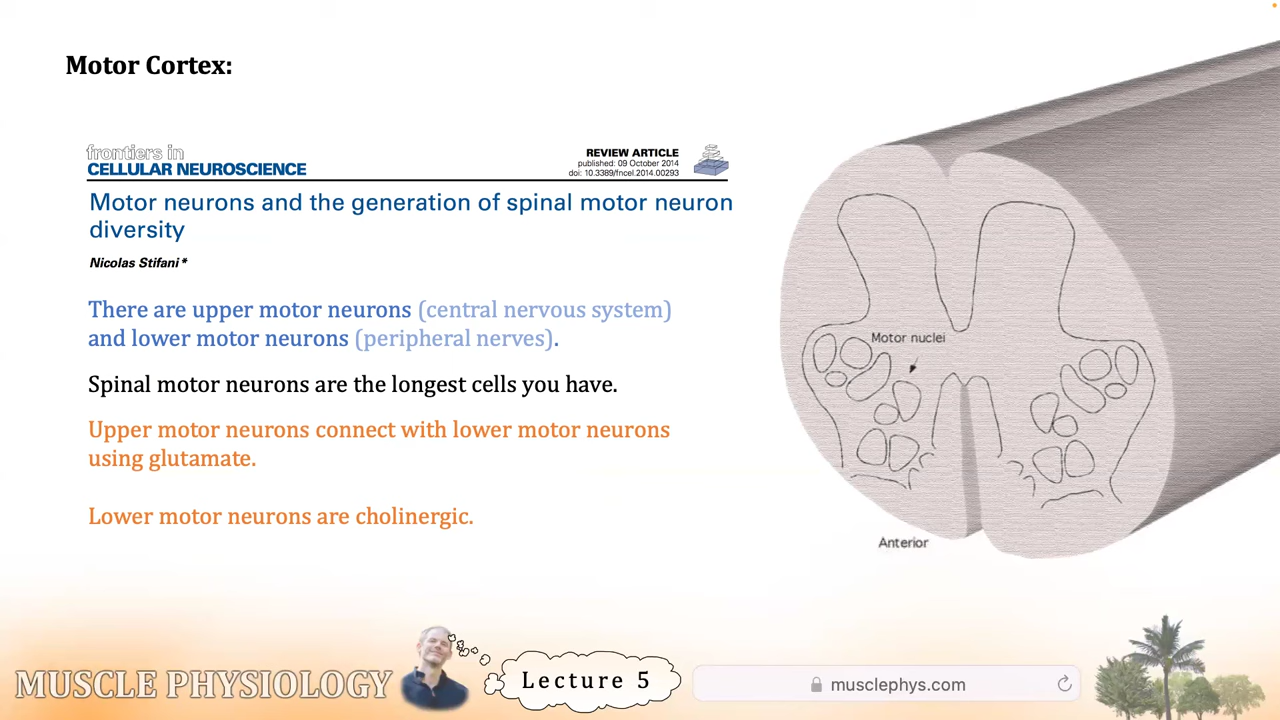 Motor Cortex:
frontiers in
CELLULAR NEUROSCIENCE
REVIEW ARTICLE
published: 09 October 2014
doi: 10.3389/fncel.2014.00293
Motor neurons and the generation of spinal motor neuron
diversity
Nicolas Stifani*
There are upper motor neurons (central nervous system)
and lower motor neurons (peripheral nerves).
Spinal motor neurons are the longest cells you have.
Upper motor neurons connect with lower motor neurons
using glutamate.
Lower motor neurons are cholinergic.
Motor nuclei
Anterior
MUSCLE PHYSIOLOGY
Lecture 5
musclephys.com